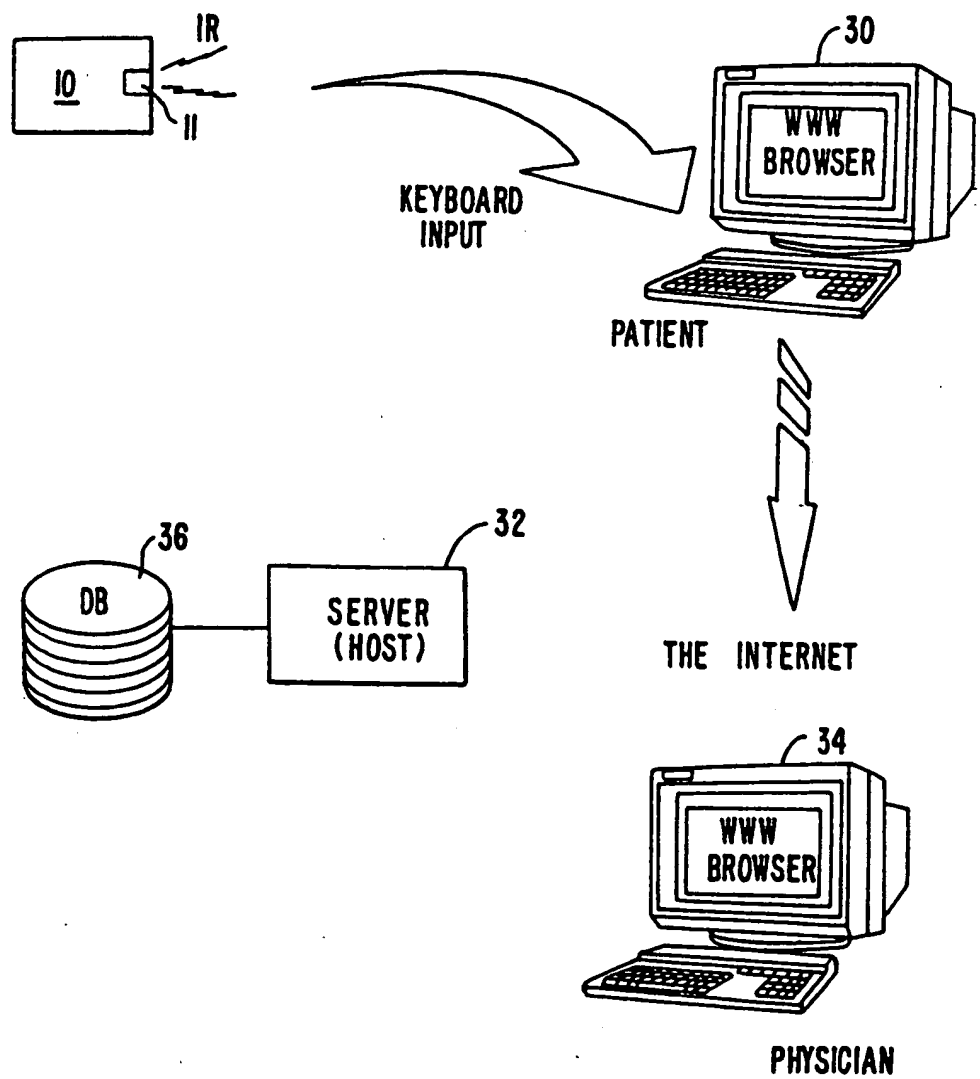 IR
10
11
KEYBOARD
INPUT
30
WWW
BROWSER
PATIENT
36
DB
32
SERVER
(HOST)
THE INTERNET
34
WWW
BROWSER
PHYSICIAN